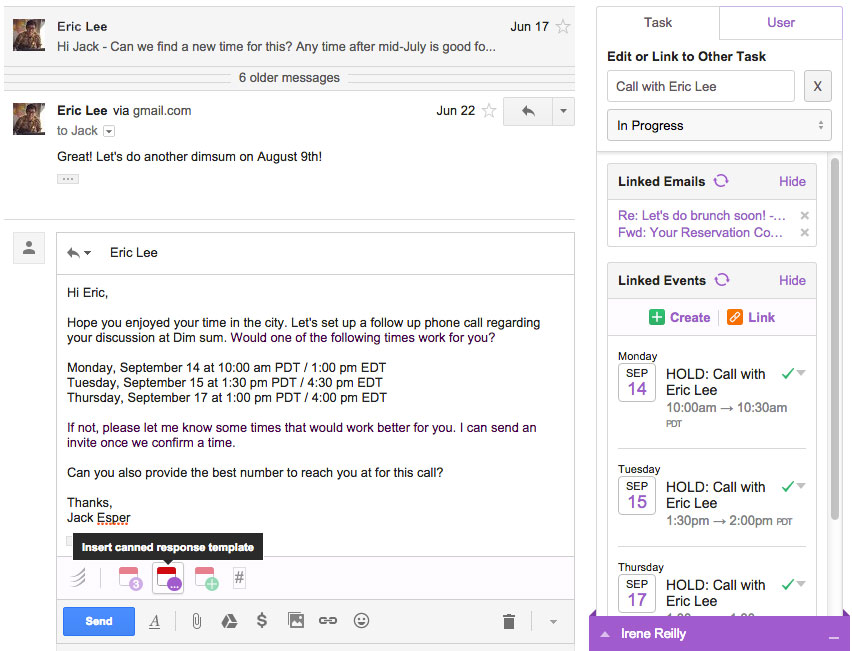 Eric Lee
Jun 17
Hi Jack - Can we find a new time for this? Any time after mid-July is good fo...
6 older messages
Eric Lee via gmail.com
Jun 22
to Jack
Great! Let's do another dimsum on August 9th!
...
Eric Lee
Hi Eric,
Hope you enjoyed your time in the city. Let's set up a follow up phone call regarding
your discussion at Dim sum. Would one of the following times work for you?
Monday, September 14 at 10:00 am PDT / 1:00 pm EDT
Tuesday, September 15 at 1:30 pm PDT / 4:30 pm EDT
Thursday, September 17 at 1:00 pm PDT / 4:00 pm EDT
If not, please let me know some times that would work better for you. I can send an
invite once we confirm a time.
Can you also provide the best number to reach you at for this call?
Thanks,
Jack Esper
Insert canned response template
3
...
#
Send
A
$
Task
User
Edit or Link to Other Task
Call with Eric Lee
X
In Progress
Linked Emails
Hide
Re: Let's do brunch soon! -...
Fwd: Your Reservation Co...
Linked Events
Hide
Create
Link
Monday
SEP
14
HOLD: Call with
Eric Lee
10:00am → 10:30am
PDT
Tuesday
SEP
15
HOLD: Call with
Eric Lee
1:30pm → 2:00pm PDT
Thursday
SEP
17
HOLD: Call with
Eric Lee
Irene Reilly